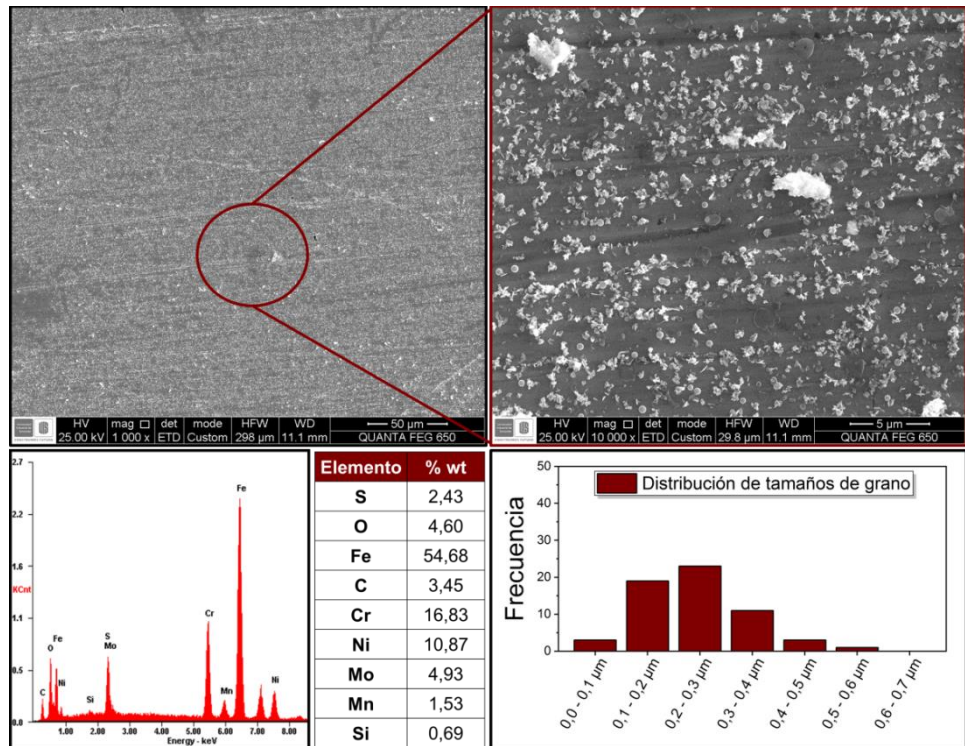 HV mag □ det mode HFW WD 50 µm
25.00 kV 1 000 x ETD Custom 298 µm 11.1 mm QUANTA FEG 650
HV mag □ det mode HFW WD 5 µm
25.00 kV 10 000 x ETD Custom 29.8 µm 11.1 mm QUANTA FEG 650
2.7
2.2
1.6
KCnt
1.1
0.5
0.0
C
O
Fe
Ni
Si
S
Mo
Cr
Mn
Fe
Ni
1.00 2.00 3.00 4.00 5.00 6.00 7.00 8.00
Energy - keV
Elemento % wt
S 2,43
O 4,60
Fe 54,68
C 3,45
Cr 16,83
Ni 10,87
Mo 4,93
Mn 1,53
Si 0,69
Distribución de tamaños de grano
Frecuencia
50
40
30
20
10
0
0,0 - 0,1 µm
0,1 - 0,2 µm
0,2 - 0,3 µm
0,3 - 0,4 µm
0,4 - 0,5 µm
0,5 - 0,6 µm
0,6 - 0,7 µm